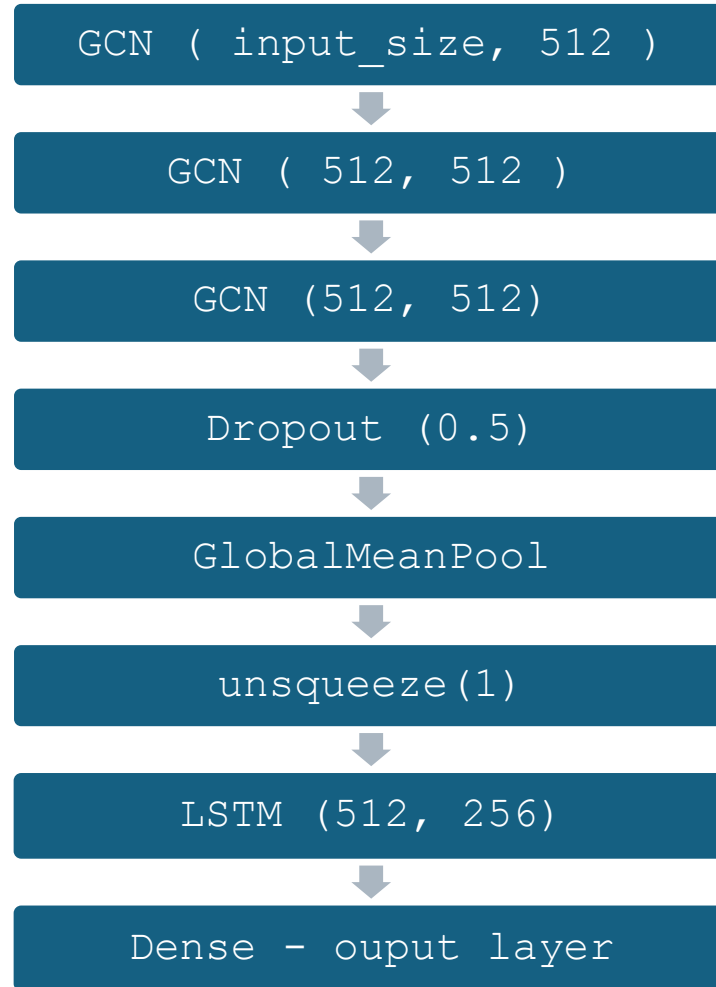 GCN ( input_size, 512 )
GCN ( 512, 512 )
GCN (512, 512)
Dropout (0.5)
GlobalMeanPool
unsqueeze(1)
LSTM (512, 256)
Dense - ouput layer